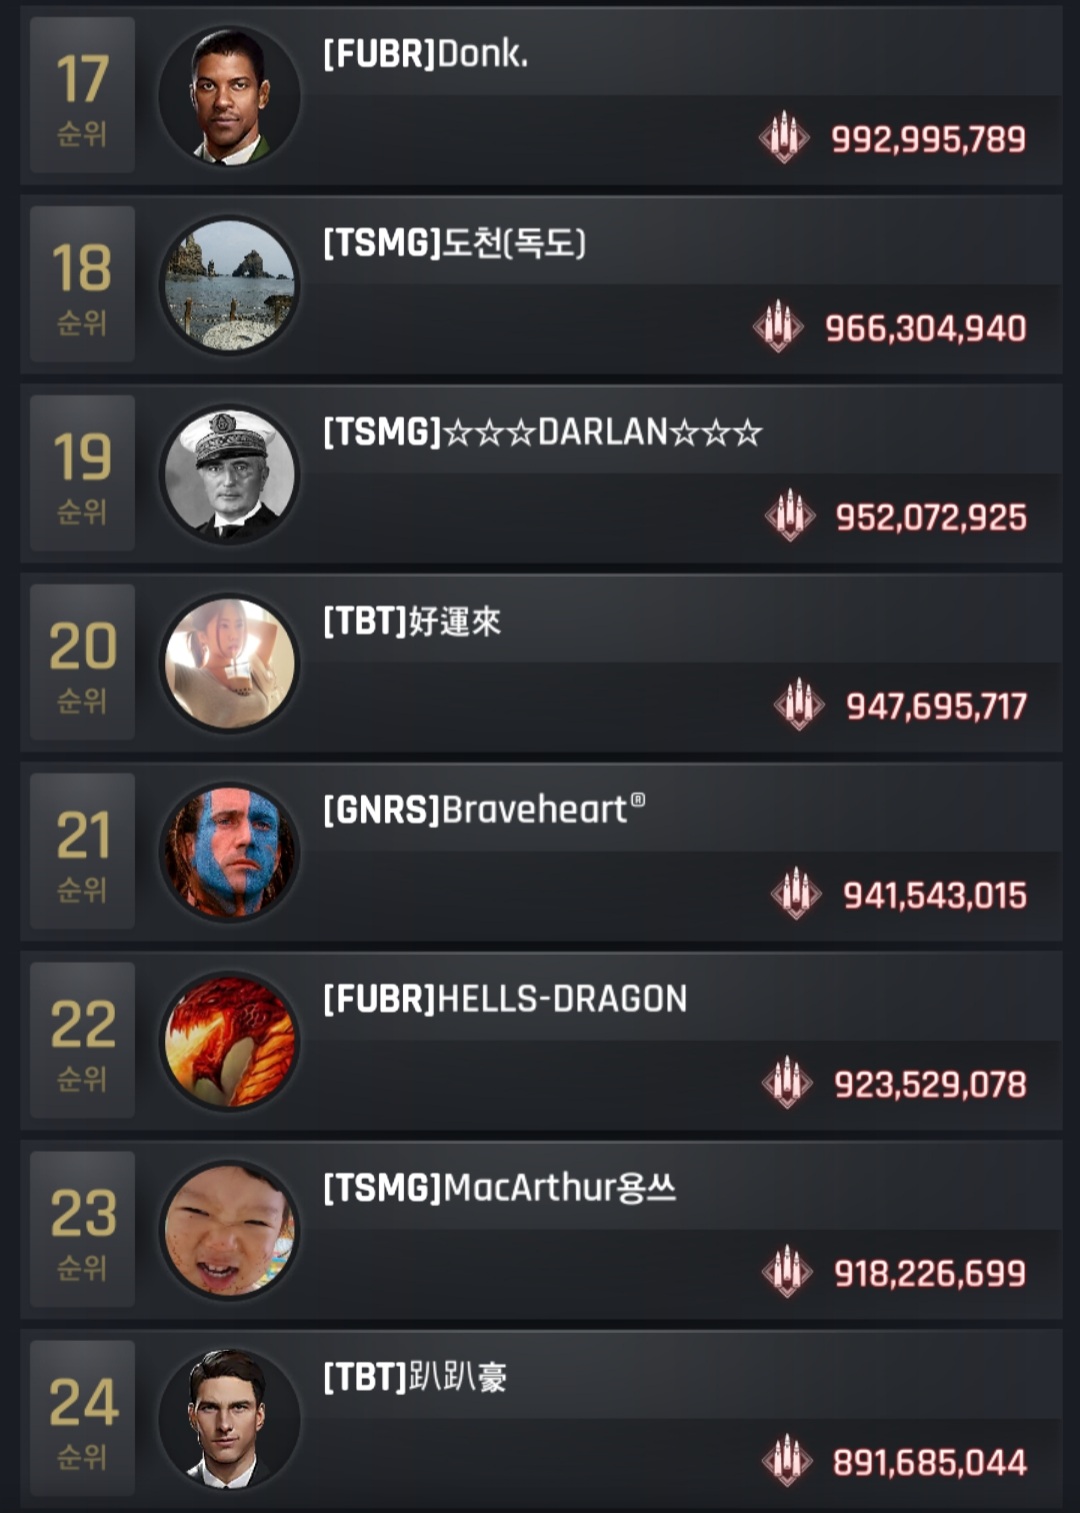 17
순위
[FUBR]Donk.
992,995,789
18
순위
[TSMG]도천(독도)
966,304,940
19
순위
[TSMG]☆☆☆DARLAN☆☆☆
952,072,925
20
순위
[TBT]好運來
947,695,717
21
순위
[GNRS]Braveheart®
941,543,015
22
순위
[FUBR]HELLS-DRAGON
923,529,078
23
순위
[TSMG]MacArthur용쓰
918,226,699
24
순위
[TBT]趴趴豪
891,685,044